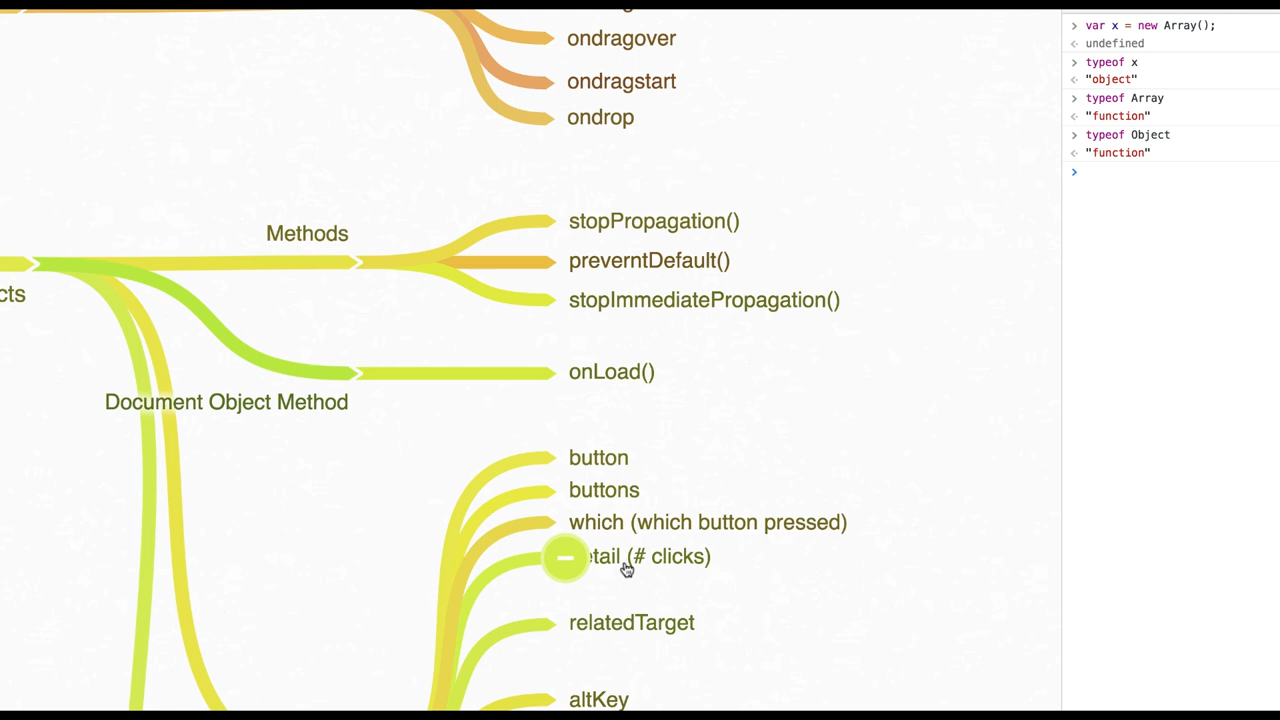 ondragover
ondragstart
ondrop
Methods
stopPropagation()
preverntDefault()
stopImmediatePropagation()
cts
onLoad()
Document Object Method
button
buttons
which (which button pressed)
etail (# clicks)
relatedTarget
altKey
> var x = new Array();
<· undefined
> typeof x
<· "object"
> typeof Array
<· "function"
> typeof Object
<· "function"
>